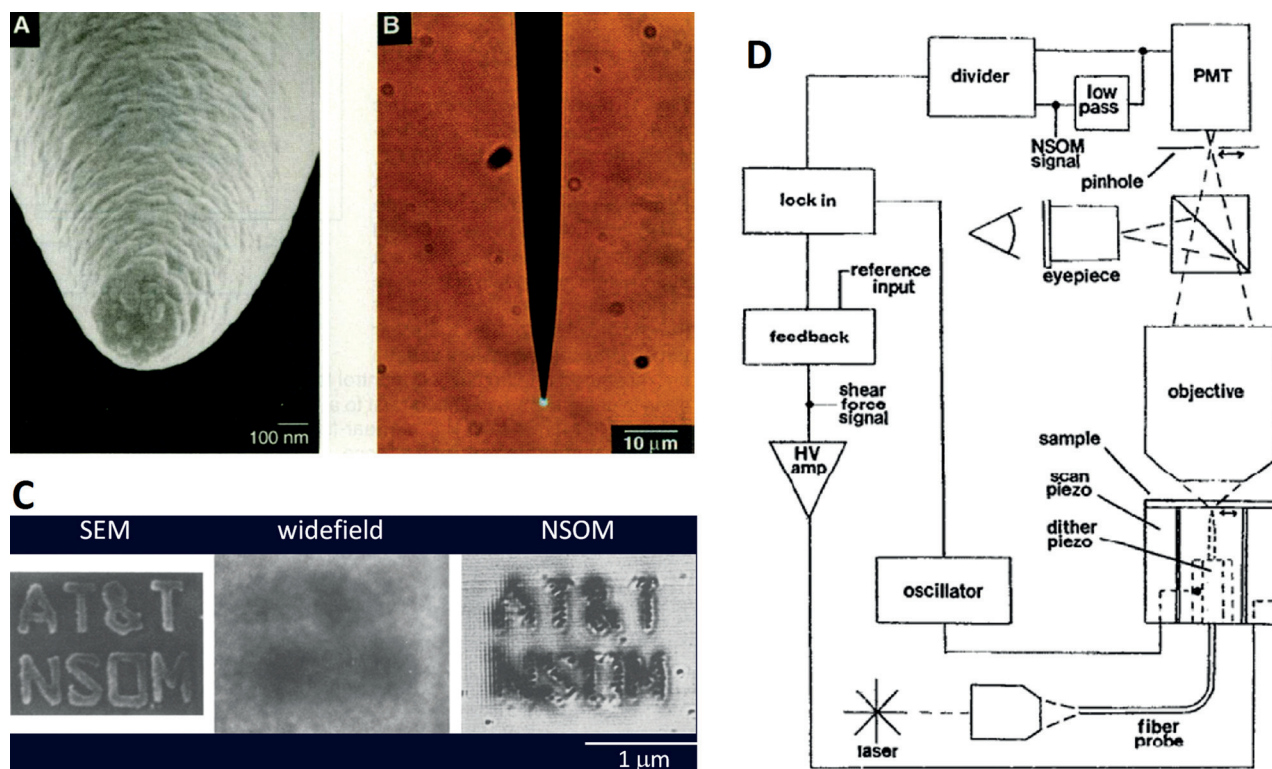 A
100 nm
B
10 µm
C
SEM
widefield
NSOM
AT&T
NSOM
AT&T
NSOM
1 µm
D
divider
low
pass
PMT
NSOM
signal
pinhole
lock in
eyepiece
reference
input
feedback
shear
force
signal
objective
HV
amp
sample
scan
piezo
dither
piezo
oscillator
laser
fiber
probe